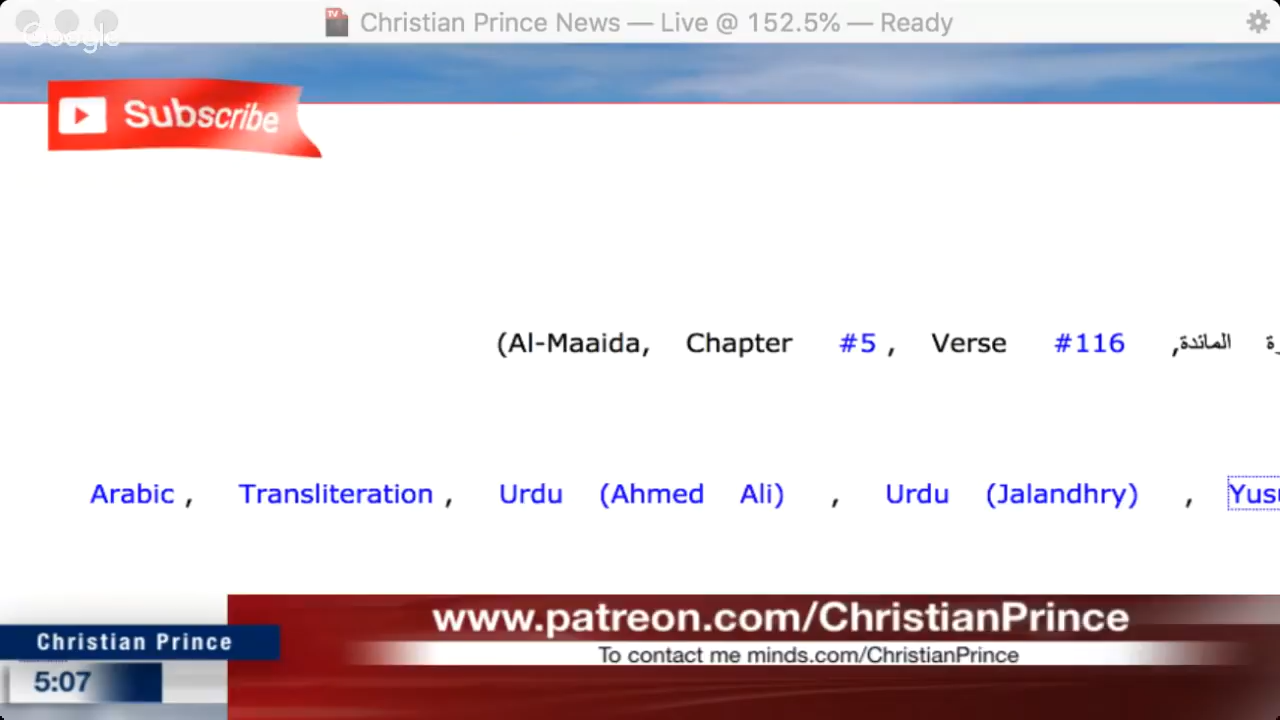 Christian Prince News — Live @ 152.5% — Ready
Google
Subscribe
(Al-Maaida, Chapter #5 , Verse #116 ,المائدة
Arabic , Transliteration , Urdu (Ahmed Ali) , Urdu (Jalandhry) ,
www.patreon.com/ChristianPrince
Christian Prince
To contact me minds.com/ChristianPrince
5:07